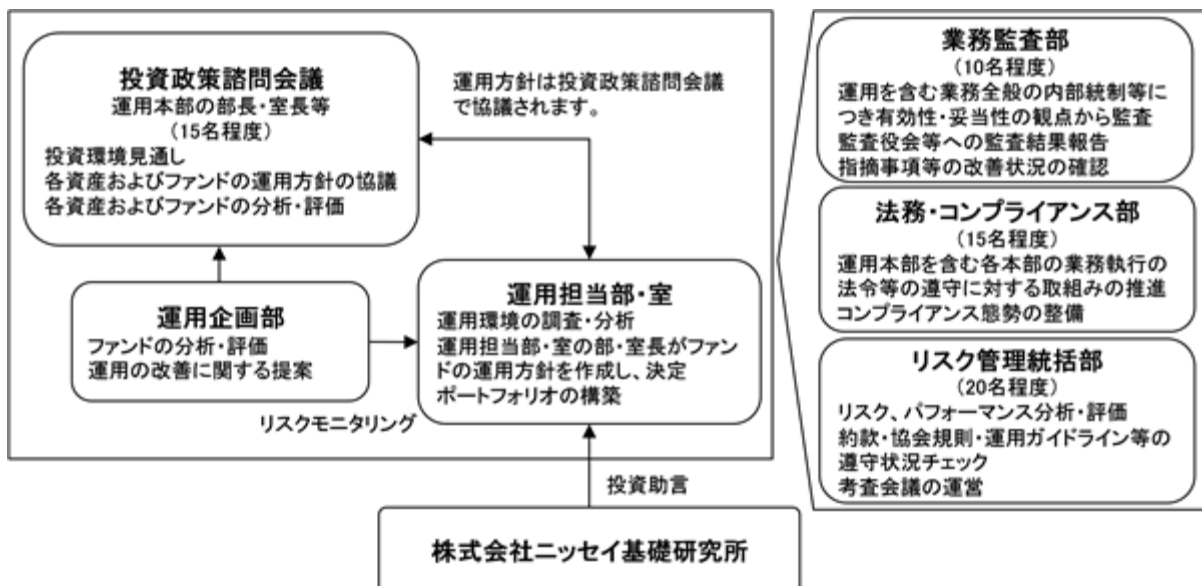 投資政策諮問会議
運用本部の部長・室長等
(15名程度)
投資環境見通し
各資産およびファンドの運用方針の協議
各資産およびファンドの分析・評価
運用方針は投資政策諮問会議
で協議されます。
運用企画部
ファンドの分析・評価
運用の改善に関する提案
リスクモニタリング
運用担当部・室
運用環境の調査・分析
運用担当部・室の部・室長がファン
ドの運用方針を作成し、決定
ポートフォリオの構築
投資助言
株式会社ニッセイ基礎研究所
業務監査部
(10名程度)
運用を含む業務全般の内部統制等に
つき有効性・妥当性の観点から監査
監査役会等への監査結果報告
指摘事項等の改善状況の確認
法務・コンプライアンス部
(15名程度)
運用本部を含む各本部の業務執行の
法令等の遵守に対する取組みの推進
コンプライアンス態勢の整備
リスク管理統括部
(20名程度)
リスク、パフォーマンス分析・評価
約款・協会規則・運用ガイドライン等の
遵守状況チェック
考査会議の運営